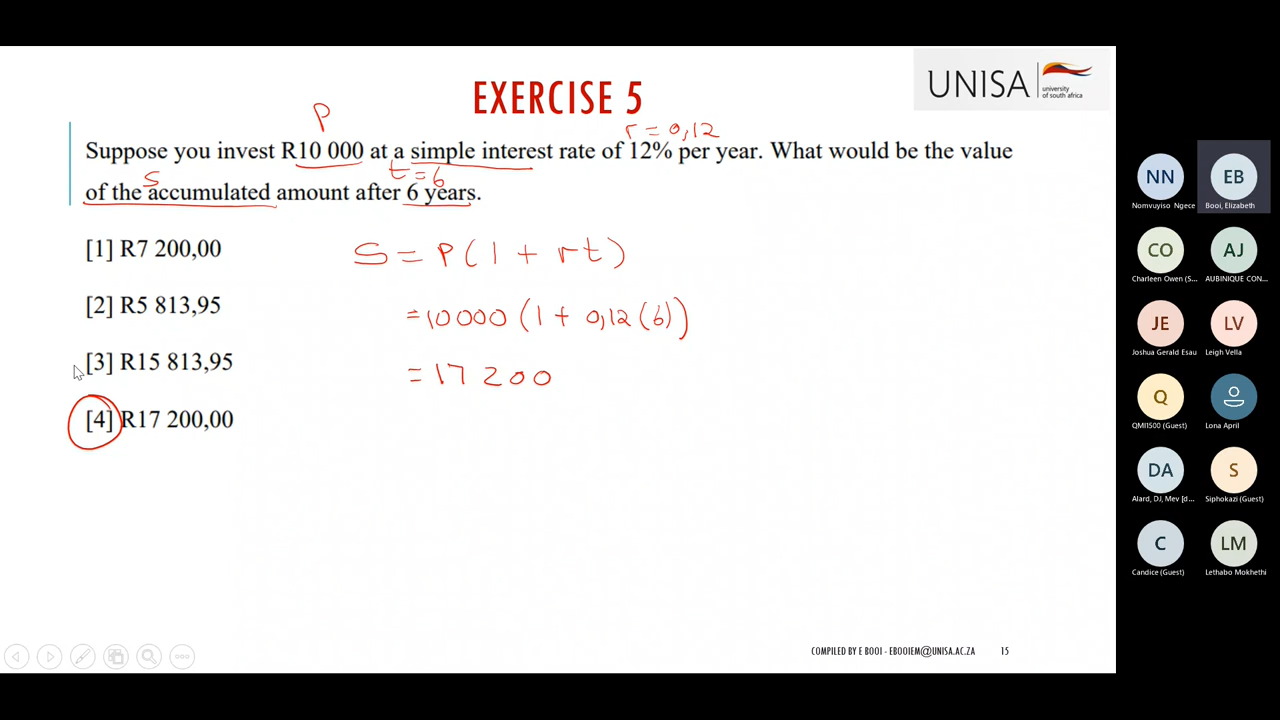 EXERCISE 5
UNISA
university
of south africa
P
r = 0,12
Suppose you invest R10 000 at a simple interest rate of 12% per year. What would be the value
S
t = 6
of the accumulated amount after 6 years.
[1] R7 200,00
[2] R5 813,95
[3] R15 813,95
[4] R17 200,00
S = P(1 + rt)
= 10000 (1 + 0,12 (6))
= 17 200
COMPILED BY E BOOI - EBOOIEM@UNISA.AC.ZA 15
NN
Nomvuyiso Ngece
EB
Booi, Elizabeth
CO
Charleen Owen (S...
AJ
AUBINIQUE CON...
JE
Joshua Gerald Esau
LV
Leigh Vella
Q
QMI1500 (Guest)
Lona April
DA
Alard, DJ, Mev [d...
S
Siphokazi (Guest)
C
Candice (Guest)
LM
Lethabo Mokhethi